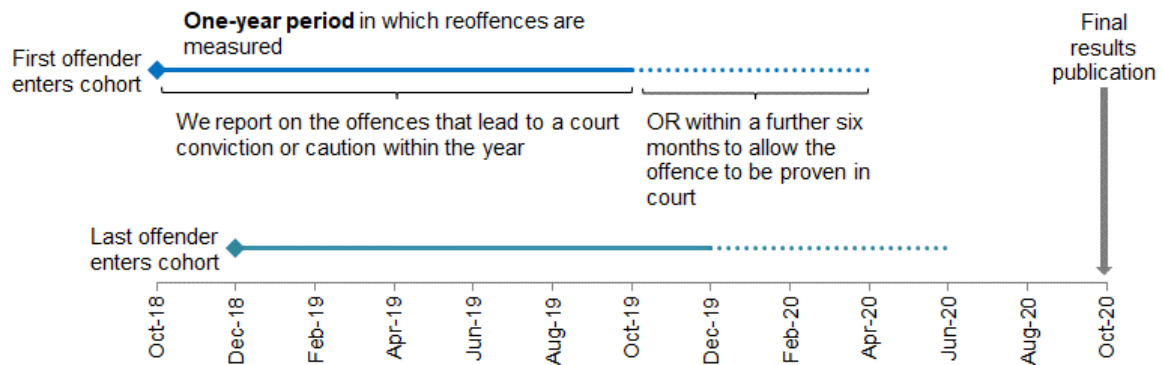 One-year period in which reoffences are
measured
Final
results
publication
First offender
enters cohort
We report on the offences that lead to a court
conviction or caution within the year
OR within a further six
months to allow the
offence to be proven in
court
Last offender
enters cohort
Oct-18
Dec-18
Feb-19
Apr-19
Jun-19
Aug-19
Oct-19
Dec-19
Feb-20
Apr-20
Jun-20
Aug-20
Oct-20